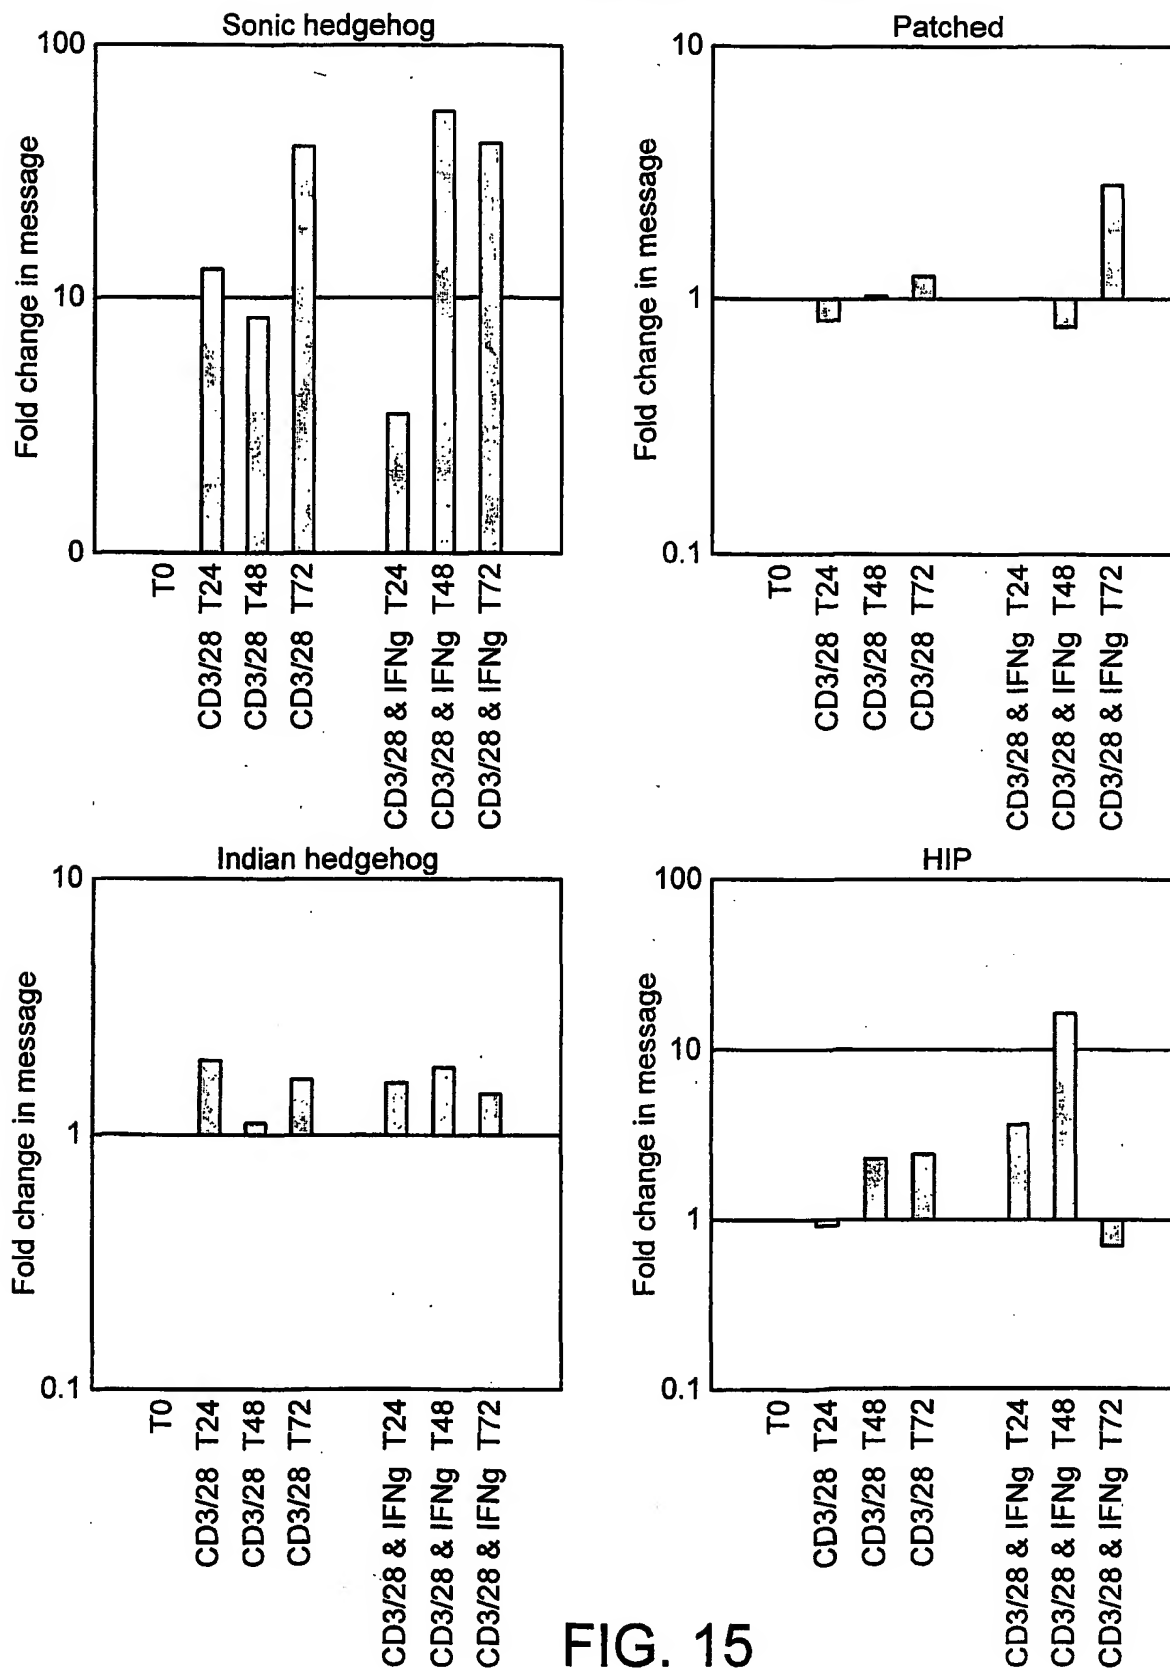 Sonic hedgehog
100
10
0
Fold change in message
T0
CD3/28 T24
CD3/28 T48
CD3/28 T72
CD3/28 & IFNg T24
CD3/28 & IFNg T48
CD3/28 & IFNg T72
Patched
10
1
0.1
Fold change in message
T0
CD3/28 T24
CD3/28 T48
CD3/28 T72
CD3/28 & IFNg T24
CD3/28 & IFNg T48
CD3/28 & IFNg T72
Indian hedgehog
10
1
0.1
Fold change in message
T0
CD3/28 T24
CD3/28 T48
CD3/28 T72
CD3/28 & IFNg T24
CD3/28 & IFNg T48
CD3/28 & IFNg T72
HIP
100
10
1
0.1
Fold change in message
T0
CD3/28 T24
CD3/28 T48
CD3/28 T72
CD3/28 & IFNg T24
CD3/28 & IFNg T48
CD3/28 & IFNg T72
FIG. 15